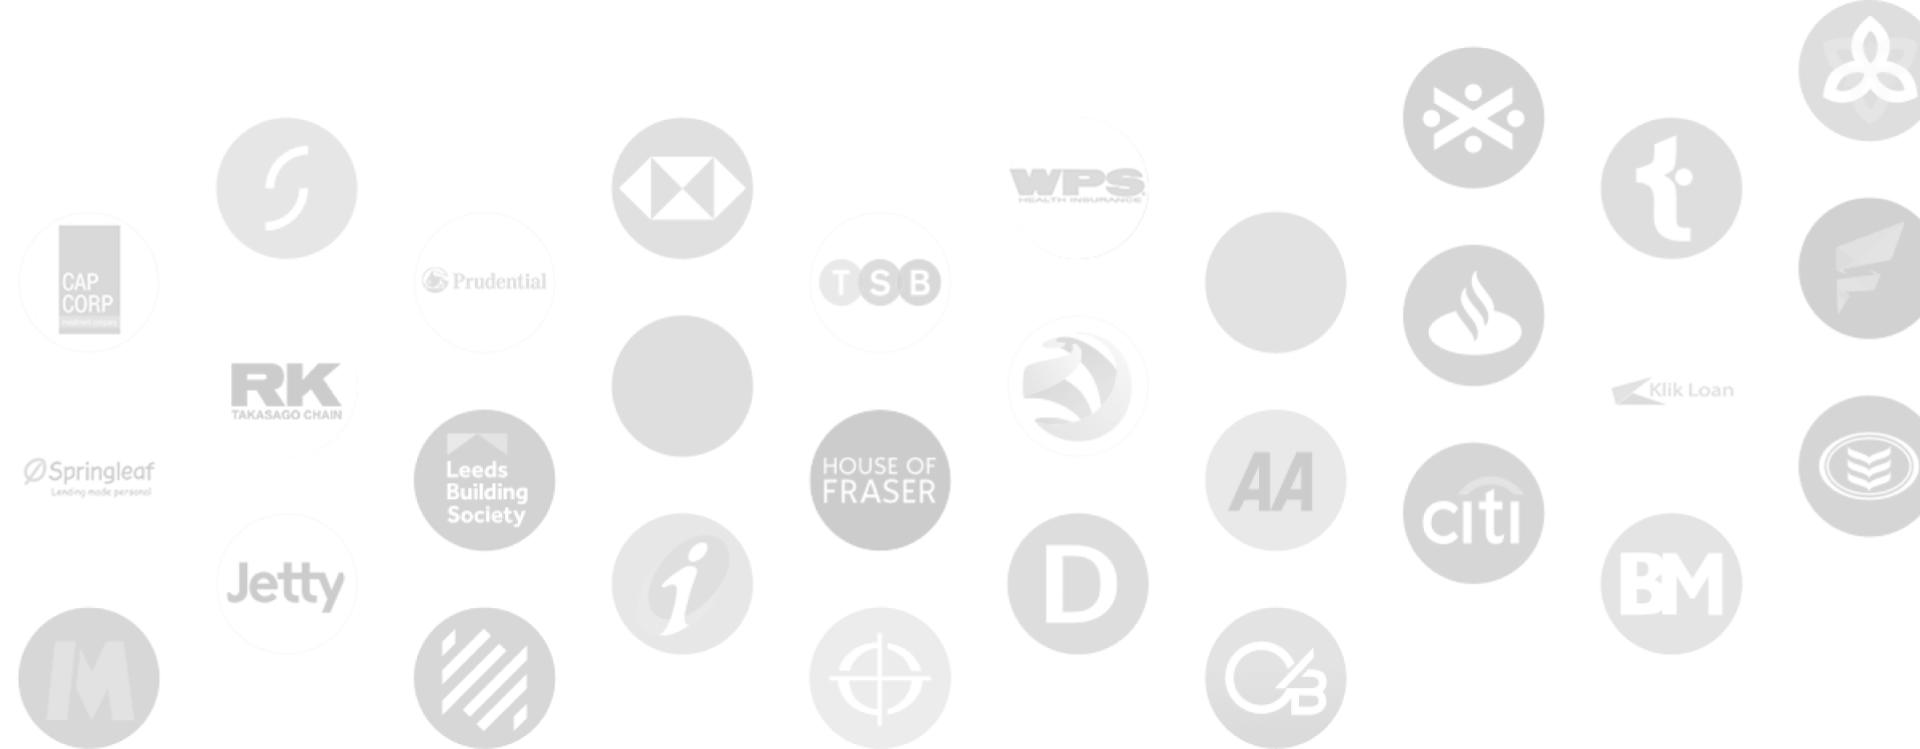 WPS
HEALTH INSURANCE
CAP
CORP
Prudential
TSB
RK
TAKASAGO CHAIN
Klik Loan
Springleaf
Lending made personal
Leeds
Building
Society
HOUSE OF
FRASER
AA
citi
Jetty
i
D
BM
M
CB
t
F